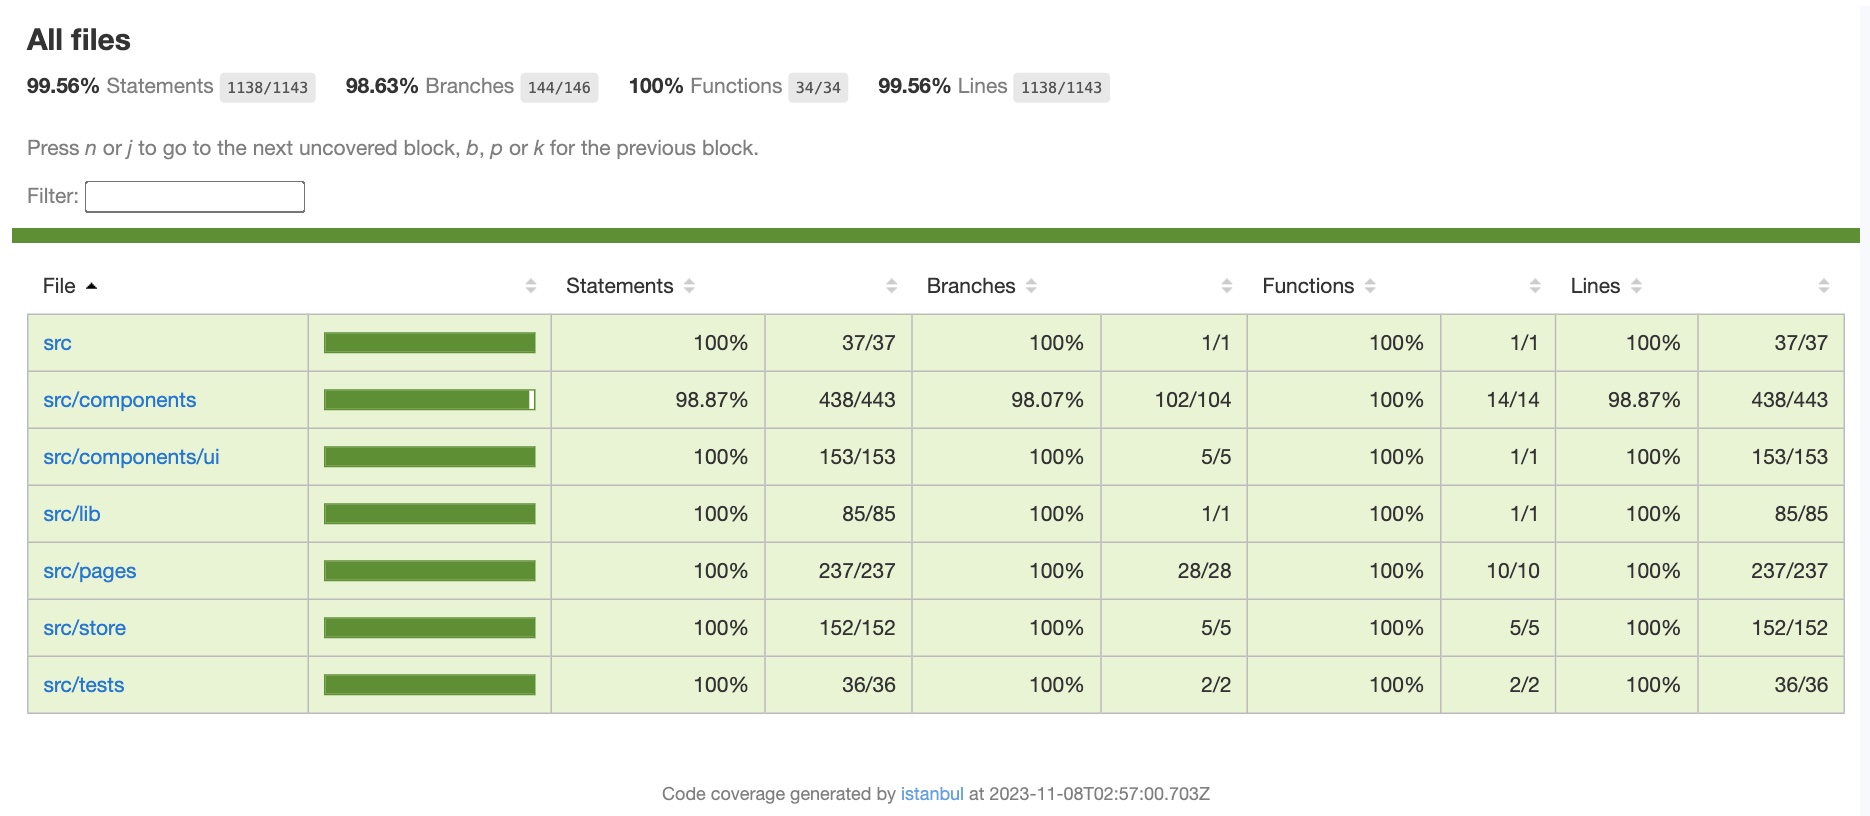 All files
99.56% Statements 1138/1143 98.63% Branches 144/146 100% Functions 34/34 99.56% Lines 1138/1143
Press n or j to go to the next uncovered block, b, p or k for the previous block.
Filter:
File Statements Branches Functions Lines
src 100% 37/37 100% 1/1 100% 1/1 100% 37/37
src/components 98.87% 438/443 98.07% 102/104 100% 14/14 98.87% 438/443
src/components/ui 100% 153/153 100% 5/5 100% 1/1 100% 153/153
src/lib 100% 85/85 100% 1/1 100% 1/1 100% 85/85
src/pages 100% 237/237 100% 28/28 100% 10/10 100% 237/237
src/store 100% 152/152 100% 5/5 100% 5/5 100% 152/152
src/tests 100% 36/36 100% 2/2 100% 2/2 100% 36/36
Code coverage generated by istanbul at 2023-11-08T02:57:00.703Z